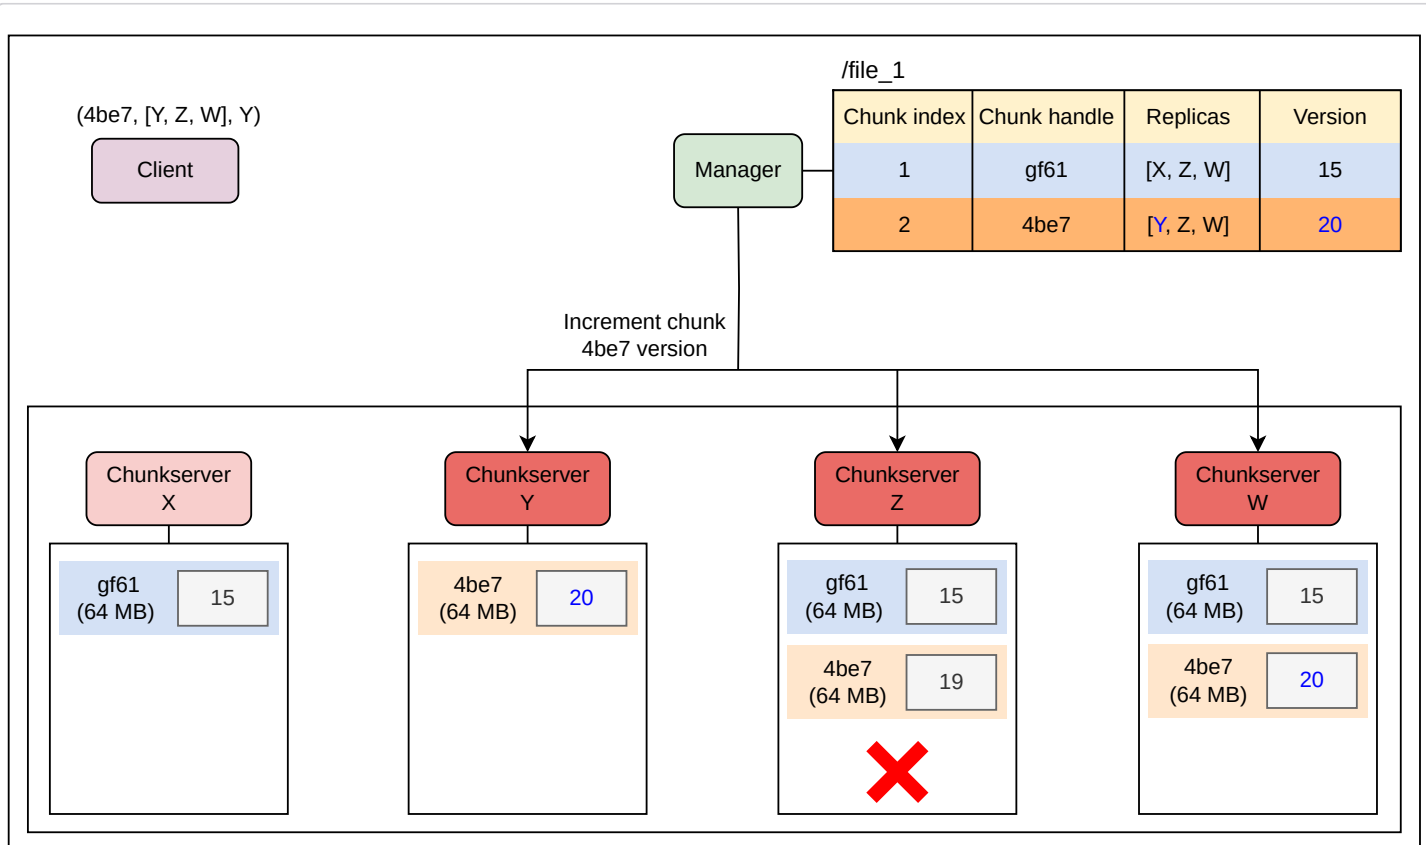 /file_1
(4be7, [Y, Z, W], Y)
Client
Manager
Chunk index Chunk handle Replicas Version
1 gf61 [X, Z, W] 15
2 4be7 [Y, Z, W] 20
Increment chunk
4be7 version
Chunkserver
X
Chunkserver
Y
Chunkserver
Z
Chunkserver
W
gf61
(64 MB)
15
4be7
(64 MB)
20
gf61
(64 MB)
15
4be7
(64 MB)
19
gf61
(64 MB)
15
4be7
(64 MB)
20